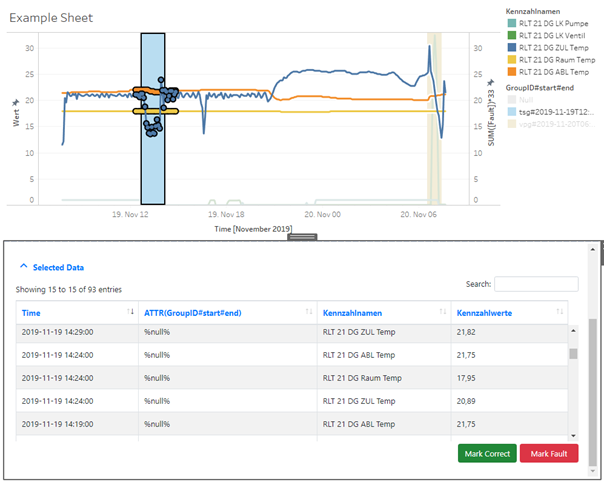 Example Sheet
Kennzahlnamen
RLT 21 DG LK Pumpe
RLT 21 DG LK Ventil
RLT 21 DG ZUL Temp
RLT 21 DG Raum Temp
RLT 21 DG ABL Temp
GroupID#start#end
Null
tsg#2019-11-19T12:..
30
25
20
15
10
5
0
Wert
30
25
20
15
10
5
0
SUM([Fault])*33
19. Nov 12
19. Nov 18
20. Nov 00
20. Nov 06
Time [November 2019]
Selected Data
Showing 15 to 15 of 93 entries
Search:
Time ATTR(GroupID#start#end) Kennzahlnamen Kennzahlwerte
2019-11-19 14:29:00 %null% RLT 21 DG ZUL Temp 21,82
2019-11-19 14:24:00 %null% RLT 21 DG ABL Temp 21,75
2019-11-19 14:24:00 %null% RLT 21 DG Raum Temp 17,95
2019-11-19 14:24:00 %null% RLT 21 DG ZUL Temp 20,89
2019-11-19 14:19:00 %null% RLT 21 DG ABL Temp 21,75
Mark Correct Mark Fault